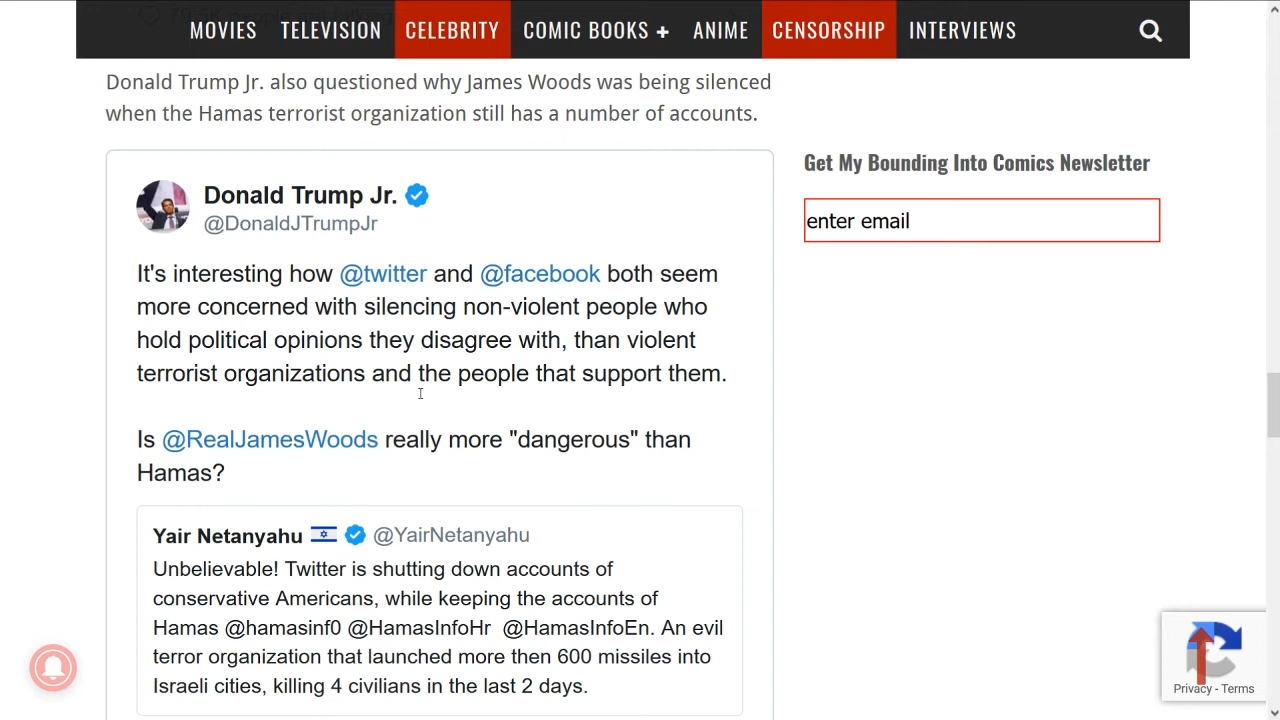 MOVIES TELEVISION CELEBRITY COMIC BOOKS + ANIME CENSORSHIP INTERVIEWS
Donald Trump Jr. also questioned why James Woods was being silenced
when the Hamas terrorist organization still has a number of accounts.
Get My Bounding Into Comics Newsletter
enter email
Donald Trump Jr.
@DonaldJTrumpJr
It's interesting how @twitter and @facebook both seem
more concerned with silencing non-violent people who
hold political opinions they disagree with, than violent
terrorist organizations and the people that support them.
Is @RealJamesWoods really more "dangerous" than
Hamas?
Yair Netanyahu @YairNetanyahu
Unbelievable! Twitter is shutting down accounts of
conservative Americans, while keeping the accounts of
Hamas @hamasinf0 @HamasInfoHr @HamasInfoEn. An evil
terror organization that launched more then 600 missiles into
Israeli cities, killing 4 civilians in the last 2 days.
Privacy - Terms